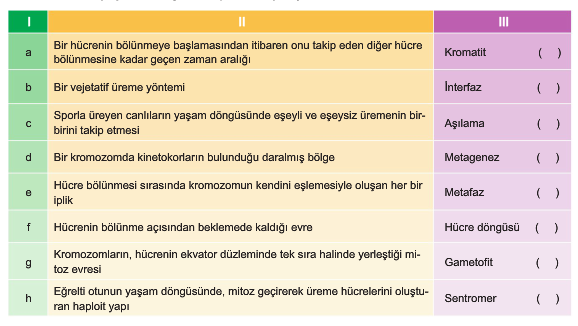 I II III
a Bir hücrenin bölünmeye başlamasından itibaren onu takip eden diğer hücre
bölünmesine kadar geçen zaman aralığı Kromatit ( )
b Bir vejetatif üreme yöntemi İnterfaz ( )
c Sporla üreyen canlıların yaşam döngüsünde eşeyli ve eşeysiz üremenin bir-
birini takip etmesi Aşılama ( )
d Bir kromozomda kinetokorların bulunduğu daralmış bölge Metagenez ( )
e Hücre bölünmesi sırasında kromozomun kendini eşlemesiyle oluşan her bir
iplik Metafaz ( )
f Hücrenin bölünme açısından beklemede kaldığı evre Hücre döngüsü ( )
g Kromozomların, hücrenin ekvator düzleminde tek sıra halinde yerleştiği mi-
toz evresi Gametofit ( )
h Eğrelti otunun yaşam döngüsünde, mitoz geçirerek üreme hücrelerini oluştu-
ran haploit yapı Sentromer ( )